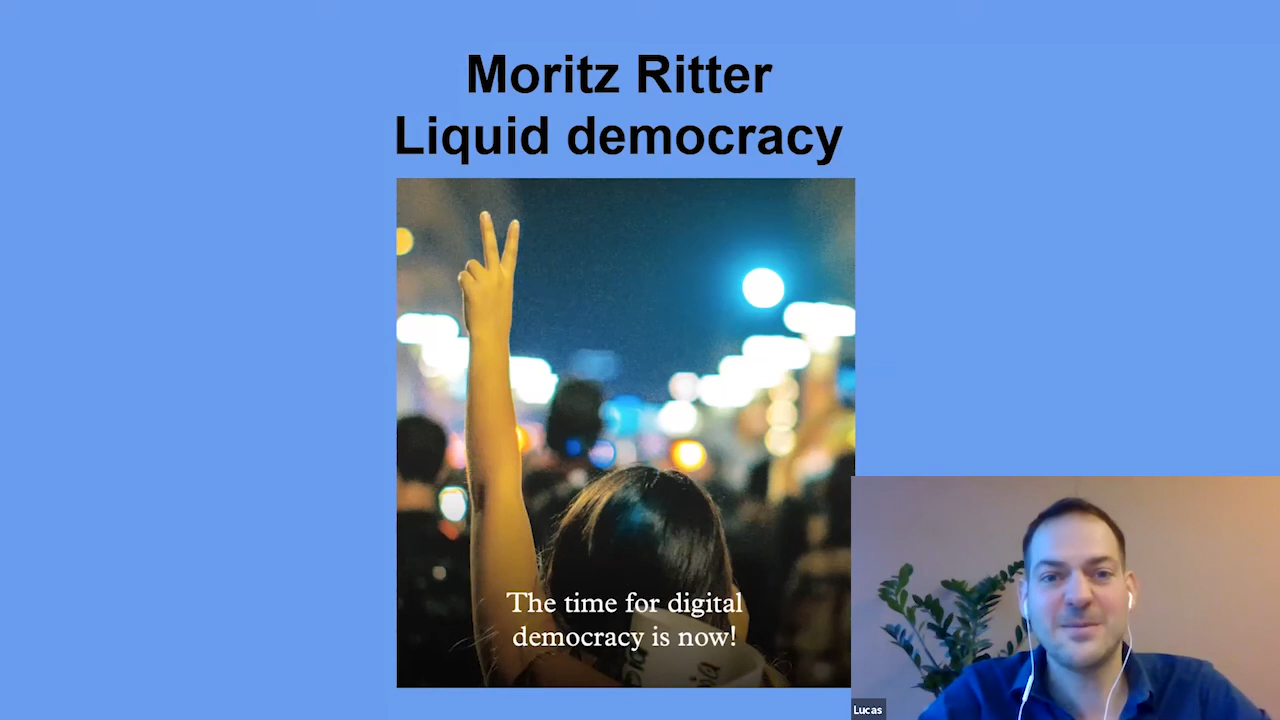 Moritz Ritter
Liquid democracy
The time for digital
democracy is now!
Lucas